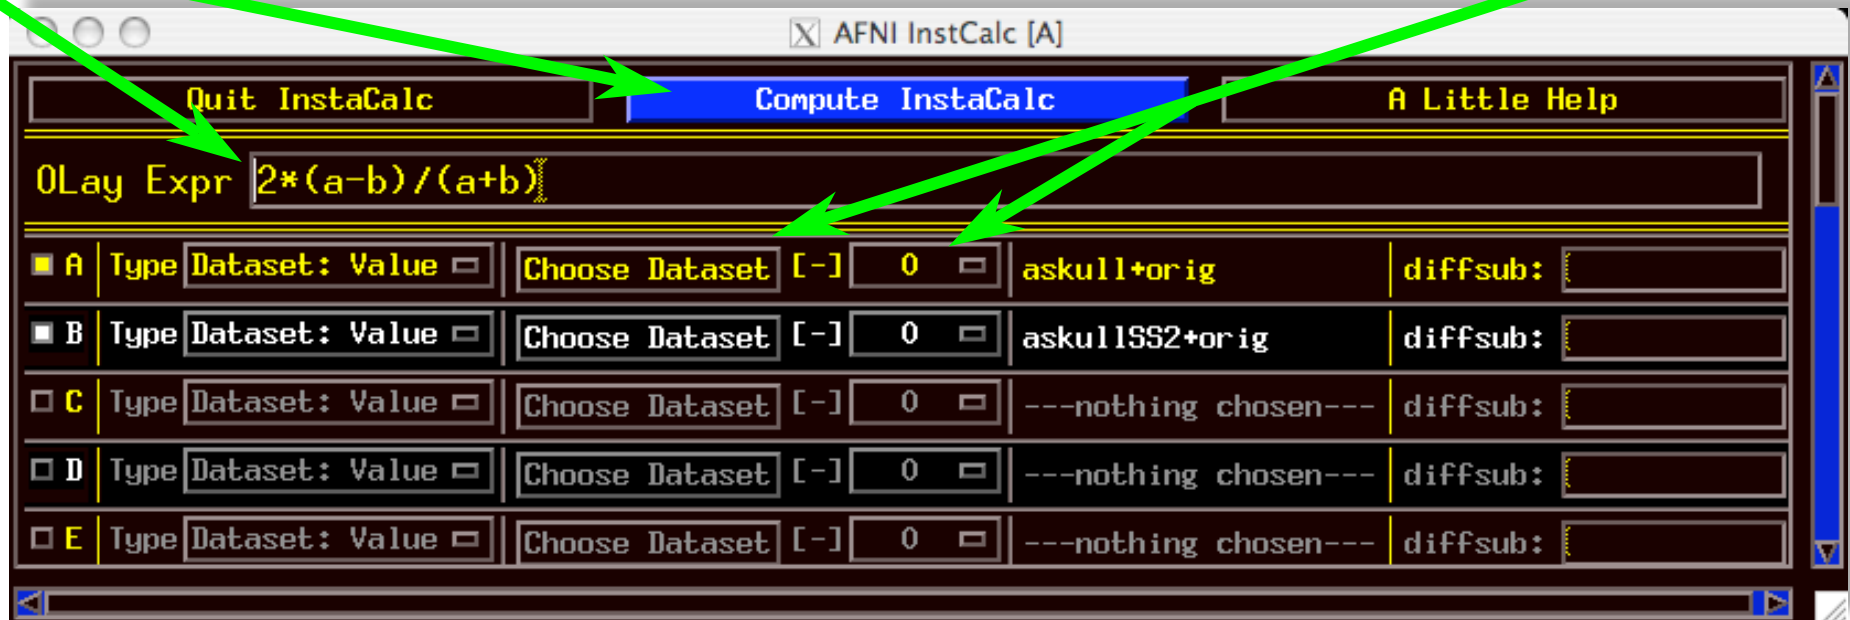 X AFNI InstCalc [A]
Quit InstaCalc Compute InstaCalc A Little Help
OLay Expr 2*(a-b)/(a+b)
A Type Dataset: Value Choose Dataset [-] 0 askull+orig diffsub:
B Type Dataset: Value Choose Dataset [-] 0 askullSS2+orig diffsub:
C Type Dataset: Value Choose Dataset [-] 0 ---nothing chosen--- diffsub:
D Type Dataset: Value Choose Dataset [-] 0 ---nothing chosen--- diffsub:
E Type Dataset: Value Choose Dataset [-] 0 ---nothing chosen--- diffsub: